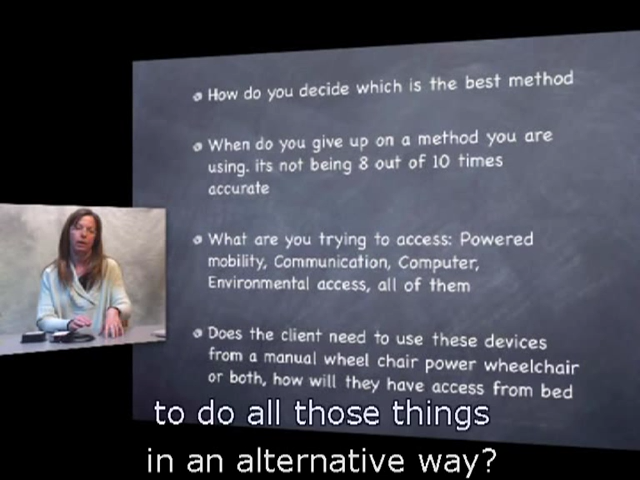 How do you decide which is the best method
When do you give up on a method you are
using. its not being 8 out of 10 times
accurate
What are you trying to access: Powered
mobility, Communication, Computer,
Environmental access, all of them
Does the client need to use these devices
from a manual wheel chair power wheelchair
or both, how will they have access from bed
to do all those things
in an alternative way?